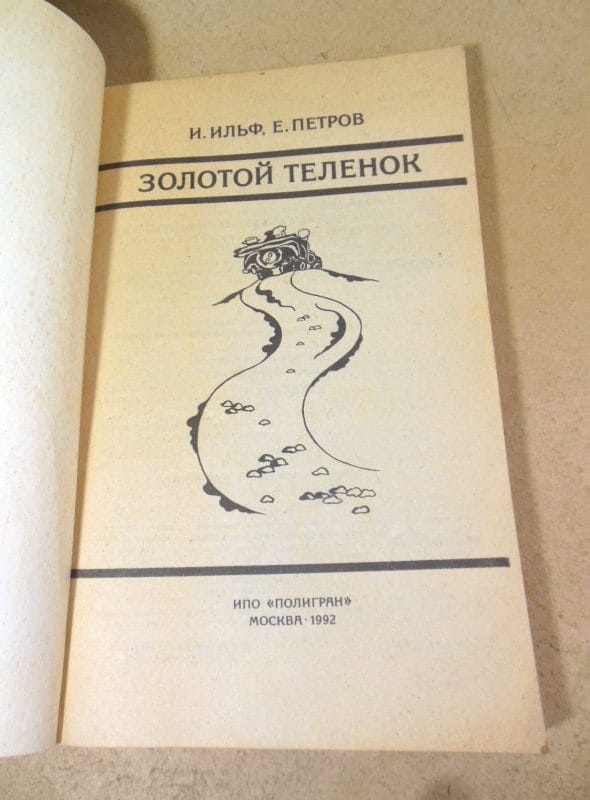 И. ИЛЬФ, Е. ПЕТРОВ
ЗОЛОТОЙ ТЕЛЕНОК
ИПО «ПОЛИГРАН»
МОСКВА · 1992